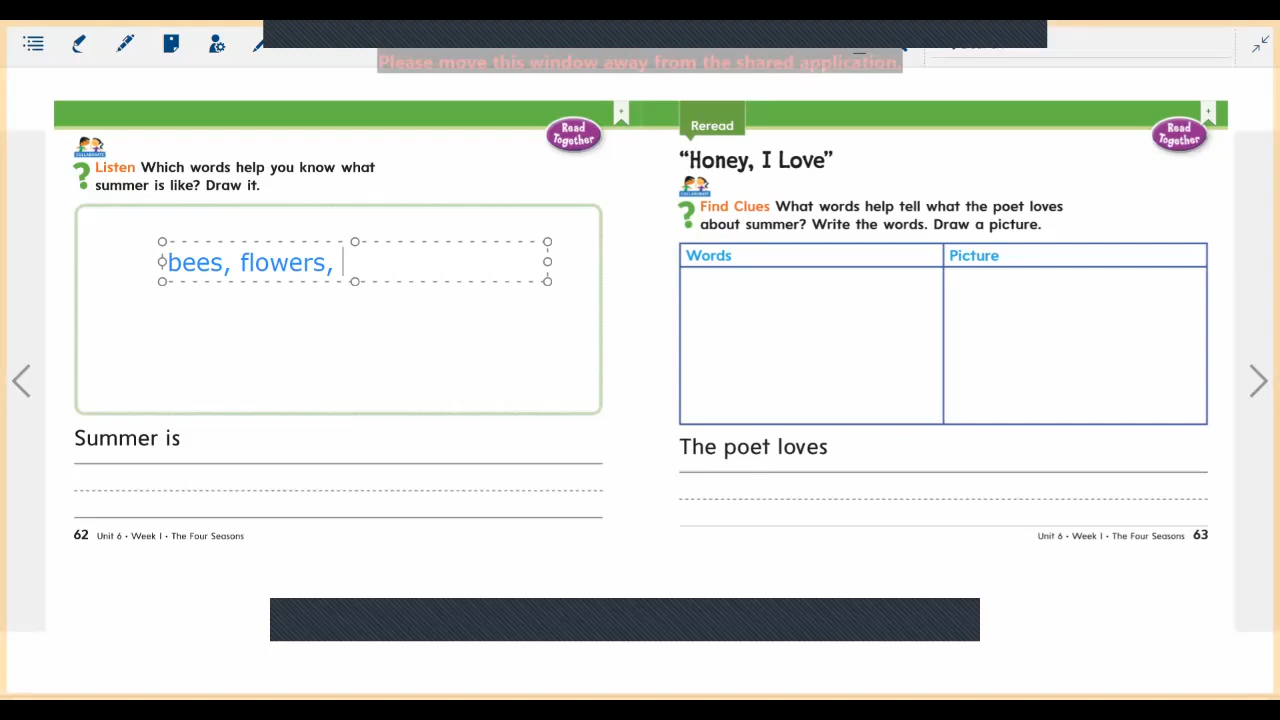 Please move this window away from the shared application.
Read Together
COLLABORATE
Listen Which words help you know what
summer is like? Draw it.
bees, flowers,
Summer is
62 Unit 6 • Week 1 • The Four Seasons
Reread
Read Together
“Honey, I Love”
COLLABORATE
Find Clues What words help tell what the poet loves
about summer? Write the words. Draw a picture.
Words
Picture
The poet loves
Unit 6 • Week 1 • The Four Seasons 63